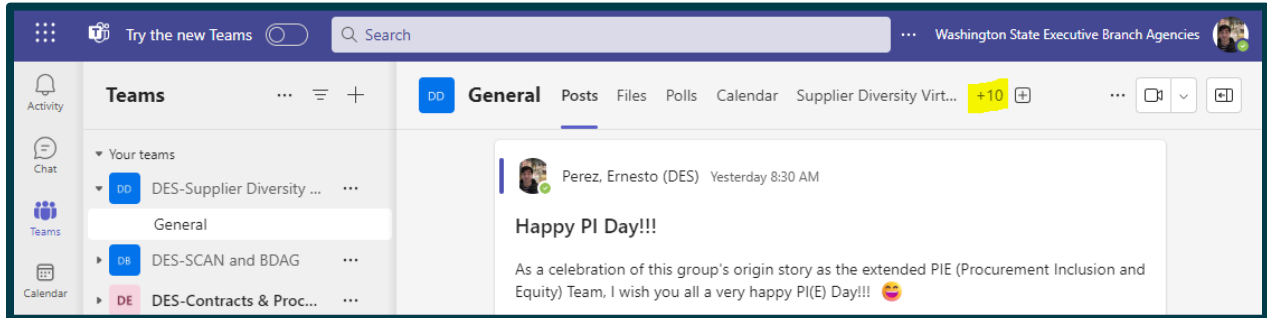 Try the new Teams
Search
Washington State Executive Branch Agencies
Activity
Chat
Teams
Calendar
Teams
Your teams
DD DES-Supplier Diversity ...
General
DB DES-SCAN and BDAG
DE DES-Contracts & Proc...
DD General Posts Files Polls Calendar Supplier Diversity Virt... +10
Perez, Ernesto (DES) Yesterday 8:30 AM
Happy PI Day!!!
As a celebration of this group's origin story as the extended PIE (Procurement Inclusion and
Equity) Team, I wish you all a very happy PI(E) Day!!! 😄